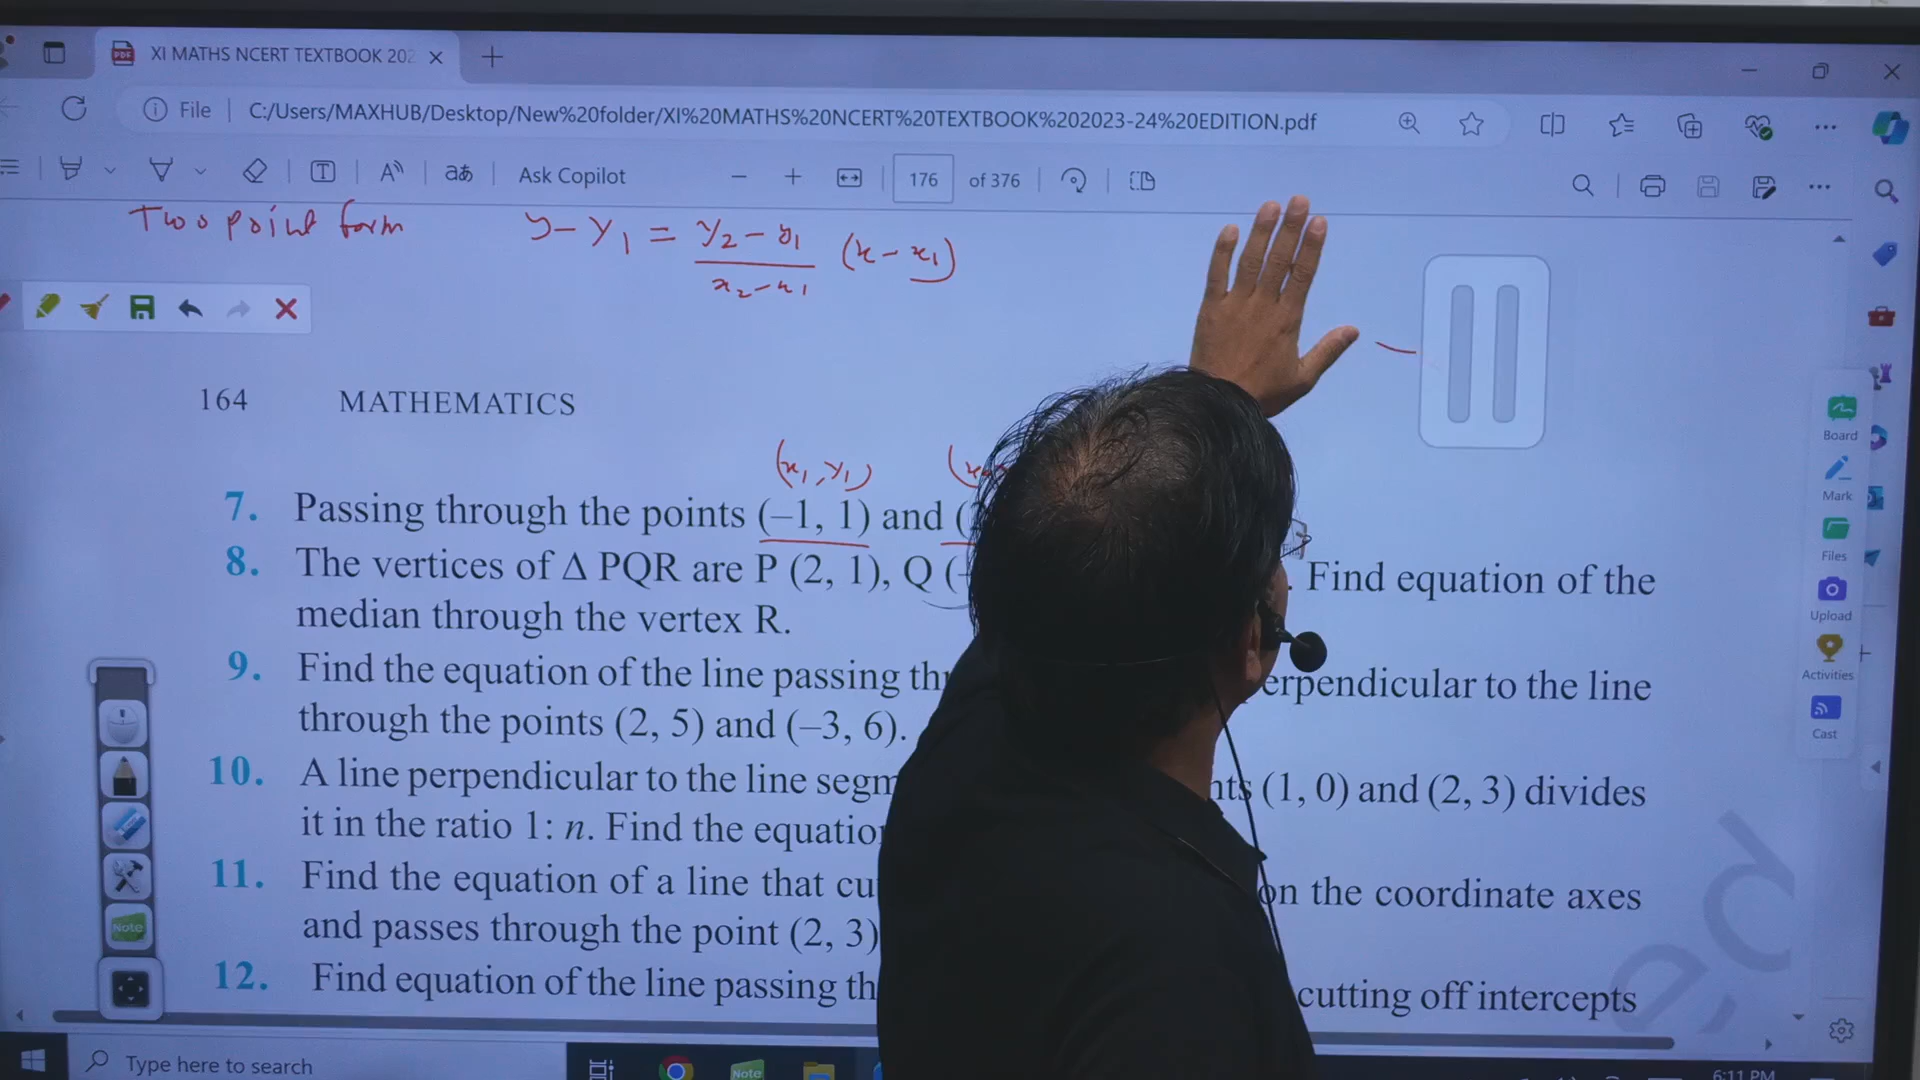 XI MATHS NCERT TEXTBOOK 202
File C:/Users/MAXHUB/Desktop/New%20folder/XI%20MATHS%20NCERT%20TEXTBOOK%202023-24%20EDITION.pdf
Ask Copilot 176 of 376
Two point form y - y₁ = (y₂ - y₁)/(x₂ - x₁) (x - x₁)
164 MATHEMATICS
(x₁, y₁)
7. Passing through the points (–1, 1) and (
8. The vertices of Δ PQR are P (2, 1), Q ( . Find equation of the
median through the vertex R.
9. Find the equation of the line passing erpendicular to the line
through the points (2, 5) and (–3, 6).
10. A line perpendicular to the line (1, 0) and (2, 3) divides
it in the ratio 1: n. Find the
11. Find the equation of a line that on the coordinate axes
and passes through the point (2, 3)
12. Find equation of the line passing cutting off intercepts
Board
Mark
Files
Upload
Activities
Cast
Note
Type here to search
Note
6:11 PM